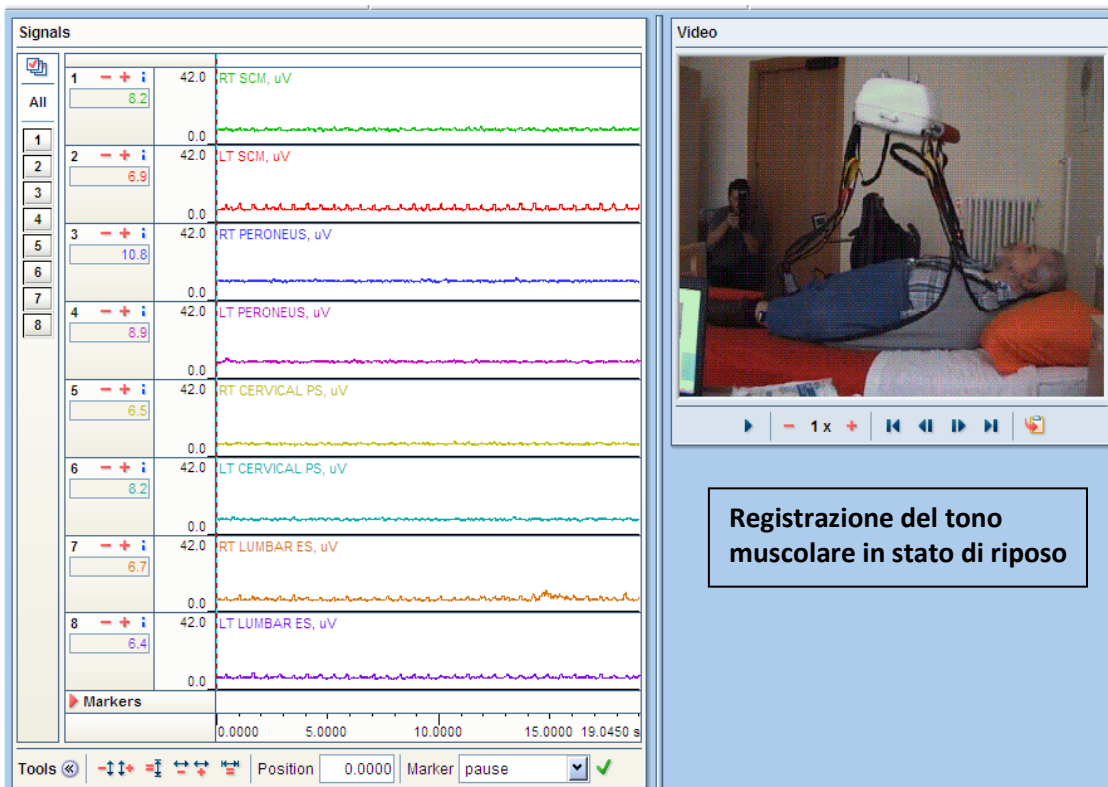 Signals
All
1
2
3
4
5
6
7
8
1 − + i 42.0 RT SCM, uV
8.2
0.0
2 − + i 42.0 LT SCM, uV
6.9
0.0
3 − + i 42.0 RT PERONEUS, uV
10.8
0.0
4 − + i 42.0 LT PERONEUS, uV
8.9
0.0
5 − + i 42.0 RT CERVICAL PS, uV
6.5
0.0
6 − + i 42.0 LT CERVICAL PS, uV
8.2
0.0
7 − + i 42.0 RT LUMBAR ES, uV
6.7
0.0
8 − + i 42.0 LT LUMBAR ES, uV
6.4
0.0
Markers
0.0000 5.0000 10.0000 15.0000 19.0450 s
Tools Position 0.0000 Marker pause
Video
− 1 x +
Registrazione del tono
muscolare in stato di riposo